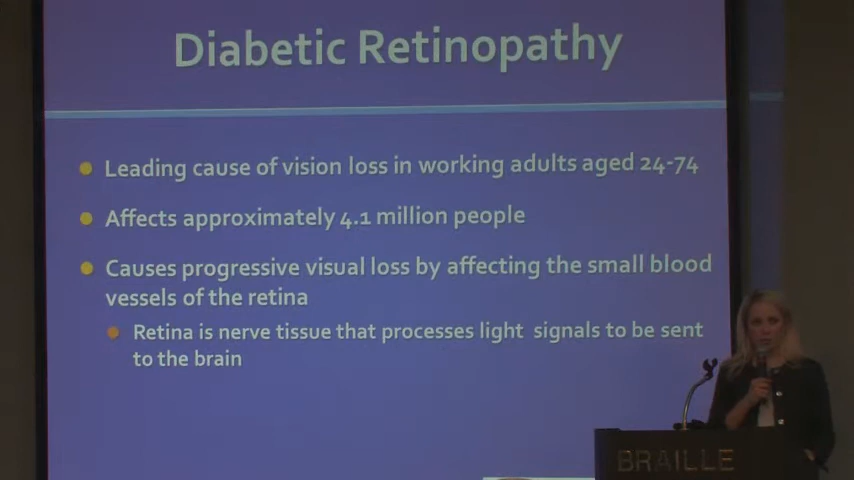 Diabetic Retinopathy
Leading cause of vision loss in working adults aged 24-74
Affects approximately 4.1 million people
Causes progressive visual loss by affecting the small blood
vessels of the retina
Retina is nerve tissue that processes light signals to be sent
to the brain
BRAILLE